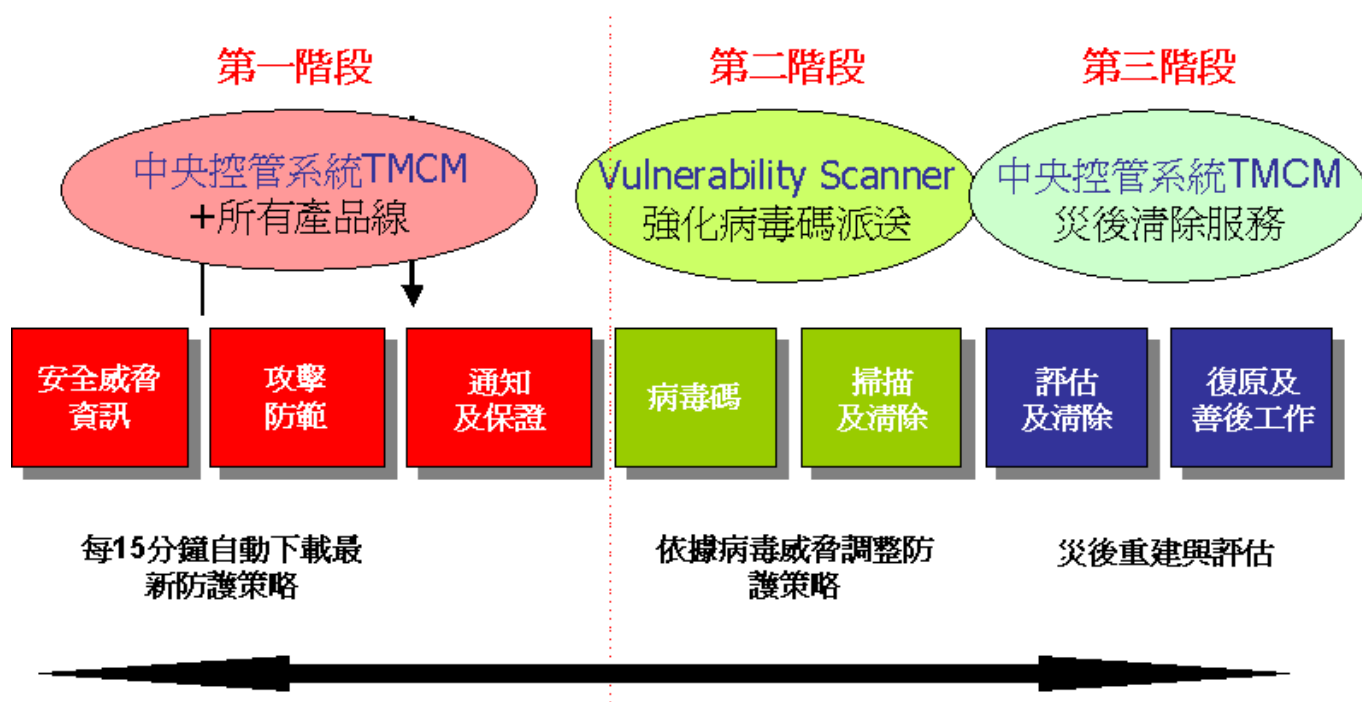 第一階段
第二階段
第三階段
中央控管系統TMCM
+所有產品線
Vulnerability Scanner
強化病毒碼派送
中央控管系統TMCM
災後清除服務
安全威脅
資訊
攻擊
防範
通知
及保證
病毒碼
掃描
及清除
評估
及清除
復原及
善後工作
每15分鐘自動下載最
新防護策略
依據病毒威脅調整防
護策略
災後重建與評估